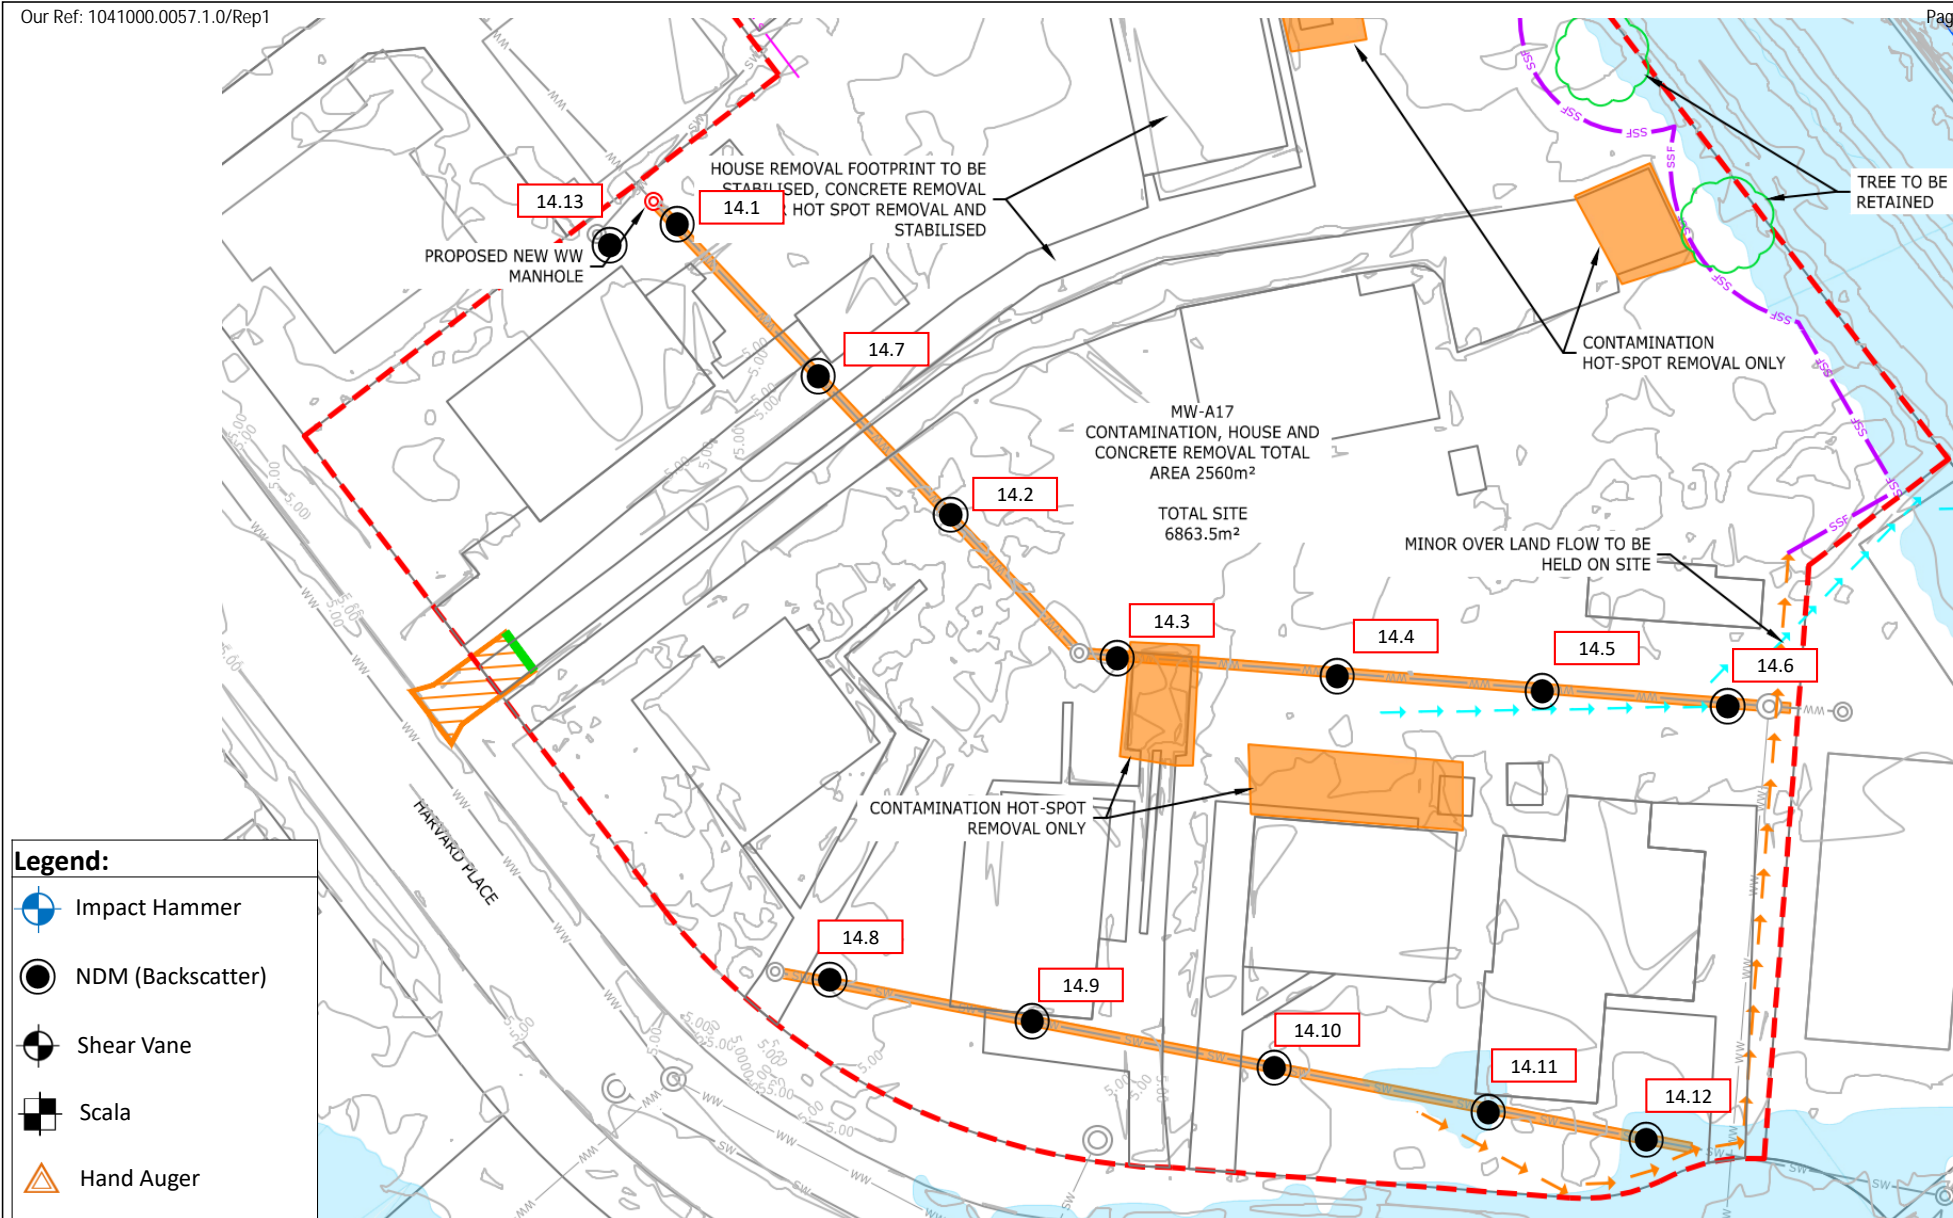 Our Ref: 1041000.0057.1.0/Rep1
Pag
HOUSE REMOVAL FOOTPRINT TO BE
STABILISED, CONCRETE REMOVAL
R HOT SPOT REMOVAL AND
STABILISED
14.13
14.1
PROPOSED NEW WW
MANHOLE
TREE TO BE
RETAINED
14.7
CONTAMINATION
HOT-SPOT REMOVAL ONLY
MW-A17
CONTAMINATION, HOUSE AND
CONCRETE REMOVAL TOTAL
AREA 2560m²
TOTAL SITE
6863.5m²
14.2
MINOR OVER LAND FLOW TO BE
HELD ON SITE
14.3
14.4
14.5
14.6
CONTAMINATION HOT-SPOT
REMOVAL ONLY
HARVARD PLACE
14.8
14.9
14.10
14.11
14.12
Legend:
Impact Hammer
NDM (Backscatter)
Shear Vane
Scala
Hand Auger